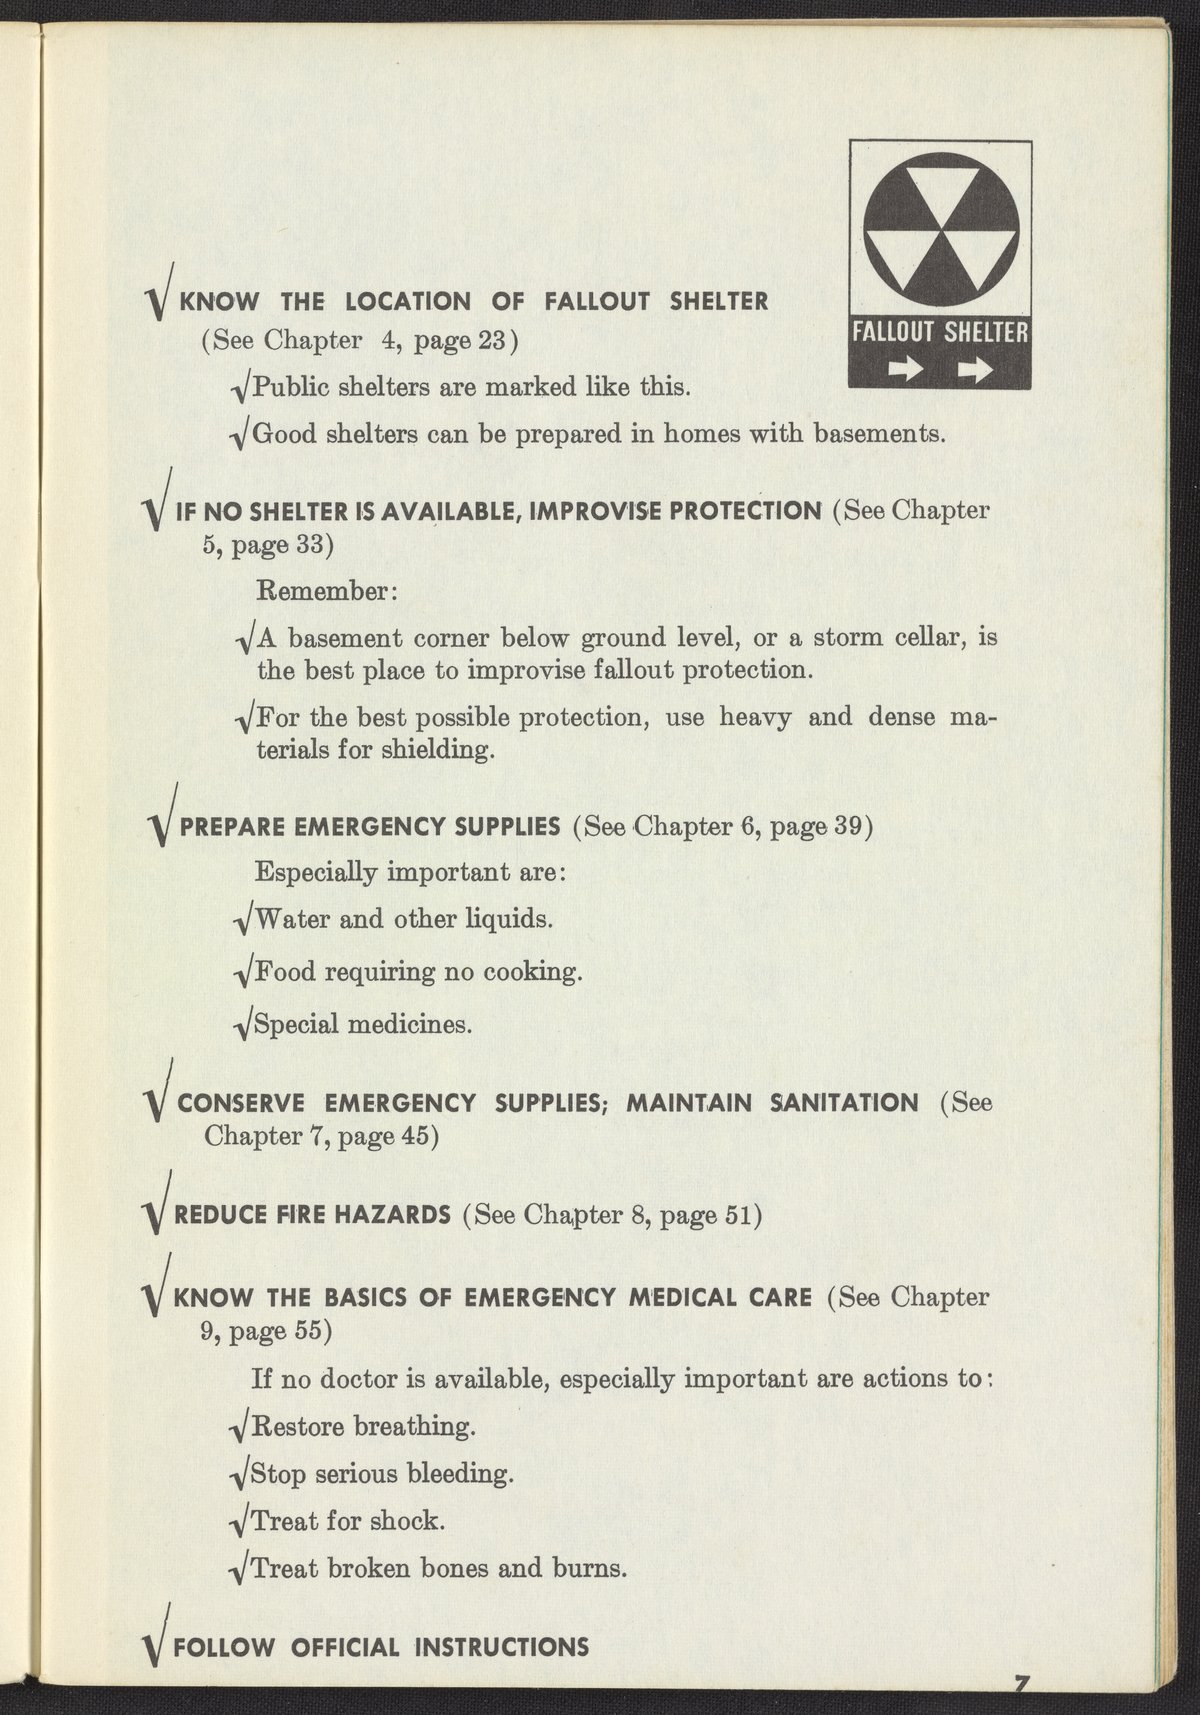 FALLOUT SHELTER
√ KNOW THE LOCATION OF FALLOUT SHELTER
(See Chapter 4, page 23)
√Public shelters are marked like this.
√Good shelters can be prepared in homes with basements.
√ IF NO SHELTER IS AVAILABLE, IMPROVISE PROTECTION (See Chapter
5, page 33)
Remember:
√A basement corner below ground level, or a storm cellar, is
the best place to improvise fallout protection.
√For the best possible protection, use heavy and dense ma-
terials for shielding.
√ PREPARE EMERGENCY SUPPLIES (See Chapter 6, page 39)
Especially important are:
√Water and other liquids.
√Food requiring no cooking.
√Special medicines.
√ CONSERVE EMERGENCY SUPPLIES; MAINTAIN SANITATION (See
Chapter 7, page 45)
√ REDUCE FIRE HAZARDS (See Chapter 8, page 51)
√ KNOW THE BASICS OF EMERGENCY MEDICAL CARE (See Chapter
9, page 55)
If no doctor is available, especially important are actions to:
√Restore breathing.
√Stop serious bleeding.
√Treat for shock.
√Treat broken bones and burns.
√ FOLLOW OFFICIAL INSTRUCTIONS
7